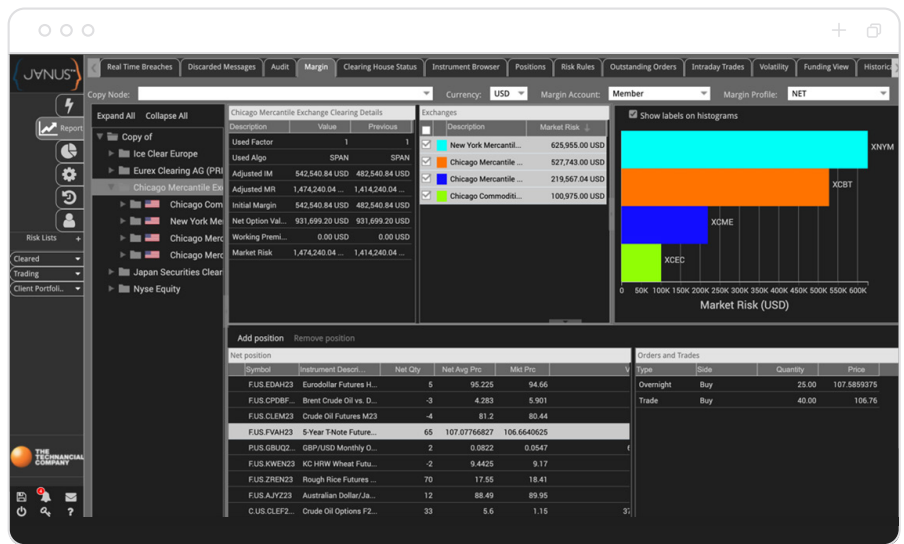 JANUS
Real Time Breaches Discarded Messages Audit Margin Clearing House Status Instrument Browser Positions Risk Rules Outstanding Orders Intraday Trades Volatility Funding View
Copy Node: Currency: USD Margin Account: Member Margin Profile: NET
Report
Risk Lists +
Cleared
Trading
Client Portfoli..
THE
TECHNANCIAL
COMPANY
?
Expand All Collapse All
Copy of
Ice Clear Europe
Eurex Clearing AG (PRI
Chicago Mercantile Ex
Chicago Com
New York Me
Chicago Merc
Chicago Merc
Japan Securities Clear
Nyse Equity
Chicago Mercantile Exchange Clearing Details
Description Value Previous
Used Factor 1 1
Used Algo SPAN SPAN
Adjusted IM 542,540.84 USD 482,540.84 USD
Adjusted MR 1,474,240.04 ... 1,414,240.04 ...
Initial Margin 542,540.84 USD 482,540.84 USD
Net Option Val... 931,699.20 USD 931,699.20 USD
Working Premi... 0.00 USD 0.00 USD
Market Risk 1,474,240.04 ... 1,414,240.04 ...
Exchanges
Description Market Risk ↓
New York Mercantil... 625,955.00 USD
Chicago Mercantile ... 527,743.00 USD
Chicago Mercantile ... 219,567.04 USD
Chicago Commoditi... 100,975.00 USD
Show labels on histograms
XNYM
XCBT
XCME
XCEC
0 50K 100K 150K 200K 250K 300K 350K 400K 450K 500K 550K 600K
Market Risk (USD)
Add position Remove position
Net position
Symbol Instrument Descri... Net Qty Net Avg Prc Mkt Prc
F.US.EDAH23 Eurodollar Futures H... 5 95.225 94.66
F.US.CPDBF... Brent Crude Oil vs. D... -3 4.283 5.901
F.US.CLEM23 Crude Oil Futures M23 -4 81.2 80.44
F.US.FVAH23 5-Year T-Note Future... 65 107.07766827 106.6640625
P.US.GBUQ2... GBP/USD Monthly O... 2 0.0822 0.0547
F.US.KWEN23 KC HRW Wheat Futu... -2 9.4425 9.17
F.US.ZREN23 Rough Rice Futures ... 70 17.55 18.41
F.US.AJYZ23 Australian Dollar/Ja... 12 88.49 89.95
C.US.CLEF2... Crude Oil Options F2... 33 5.6 1.15
Orders and Trades
Type Side Quantity Price
Overnight Buy 25.00 107.5859375
Trade Buy 40.00 106.76